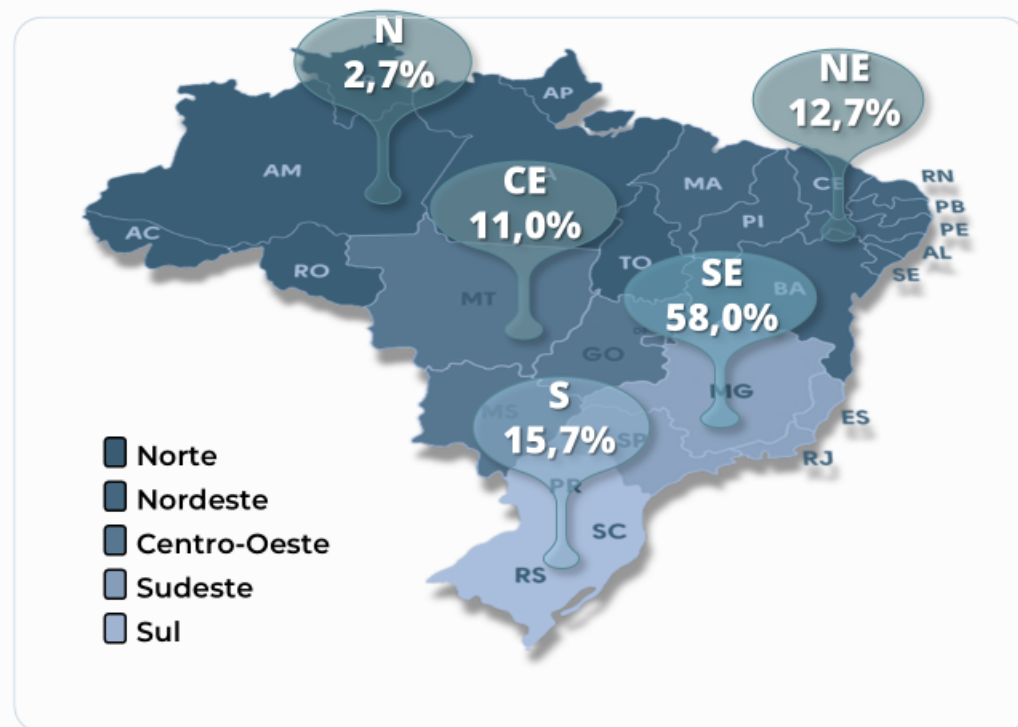 N
2,7%
NE
12,7%
CE
11,0%
SE
58,0%
S
15,7%
AP
AM
MA
CE
RN
PB
PE
AL
SE
PI
AC
RO
TO
BA
MT
GO
MG
MS
ES
SP
RJ
PR
SC
RS
Norte
Nordeste
Centro-Oeste
Sudeste
Sul